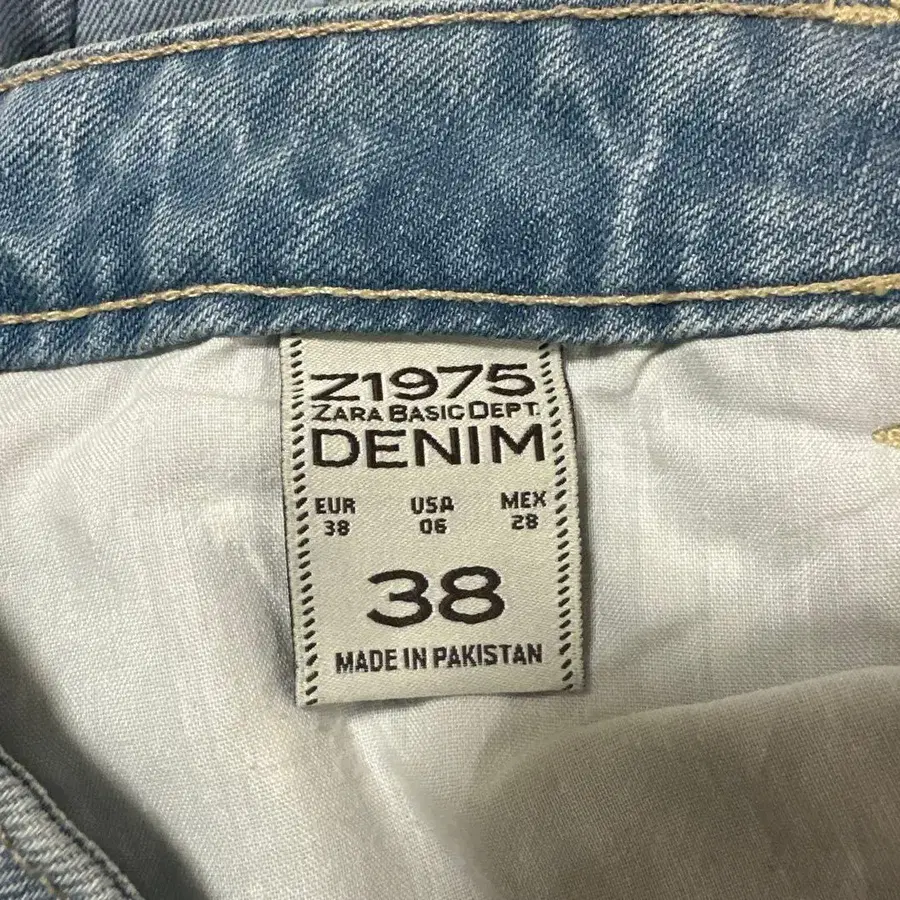 Z1975
ZARA BASIC DEPT.
DENIM
EUR USA MEX
38 06 28
38
MADE IN PAKISTAN